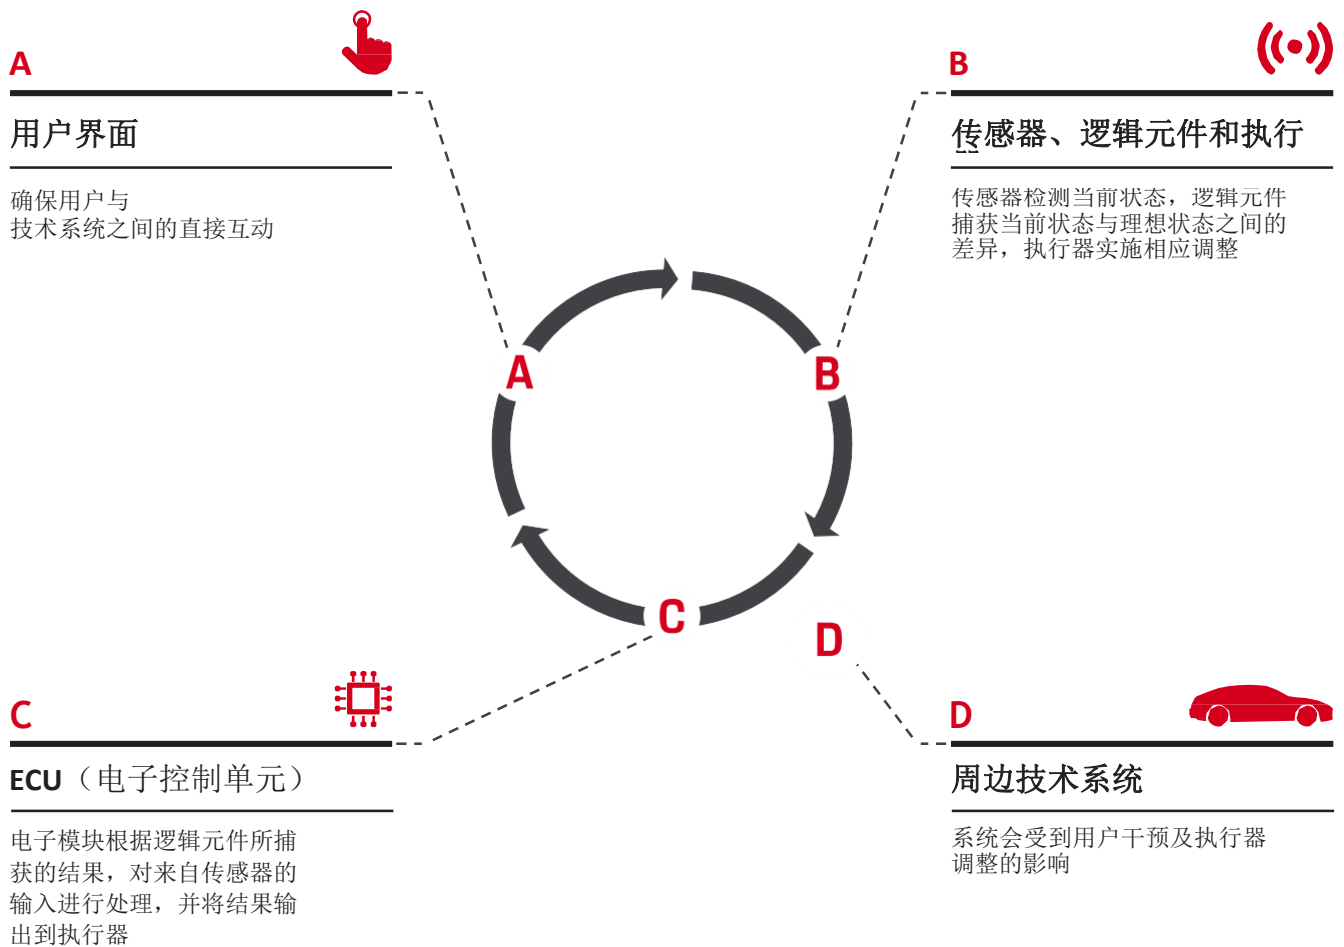 A
用户界面
确保用户与
技术系统之间的直接互动
B
传感器、逻辑元件和执行
传感器检测当前状态，逻辑元件
捕获当前状态与理想状态之间的
差异，执行器实施相应调整
A
B
C
D
C
ECU（电子控制单元）
电子模块根据逻辑元件所捕
获的结果，对来自传感器的
输入进行处理，并将结果输
出到执行器
D
周边技术系统
系统会受到用户干预及执行器
调整的影响